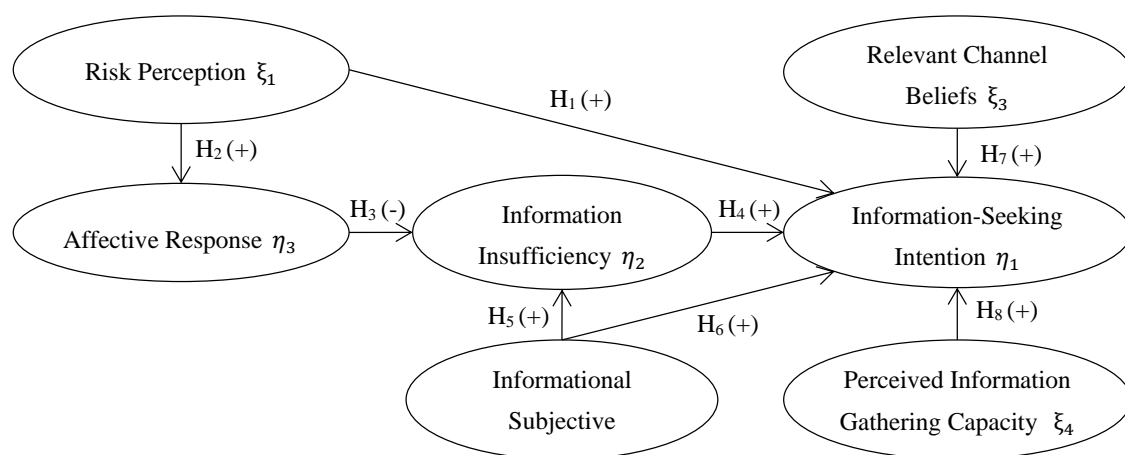 Risk Perception ξ₁
Relevant Channel
Beliefs ξ₃
H₁ (+)
H₂ (+)
H₇ (+)
Affective Response η₃
H₃ (-)
Information
Insufficiency η₂
H₄ (+)
Information-Seeking
Intention η₁
H₅ (+)
H₆ (+)
H₈ (+)
Informational
Subjective
Perceived Information
Gathering Capacity ξ₄